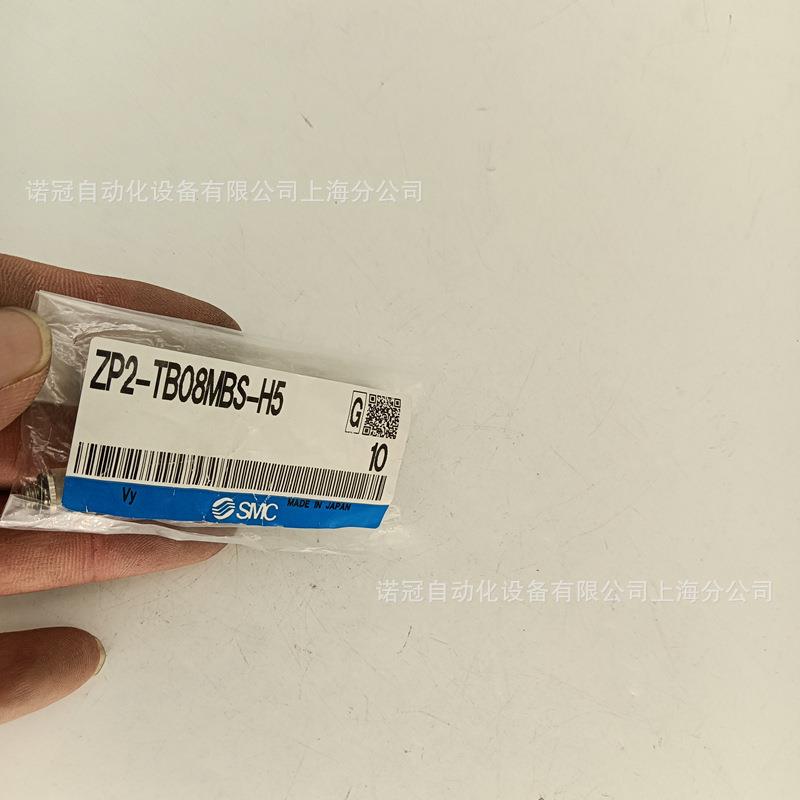 诺冠自动化设备有限公司上海分公司
ZP2-TB08MBS-H5
G
10
Vy
SMC
MADE IN JAPAN
诺冠自动化设备有限公司上海分公司